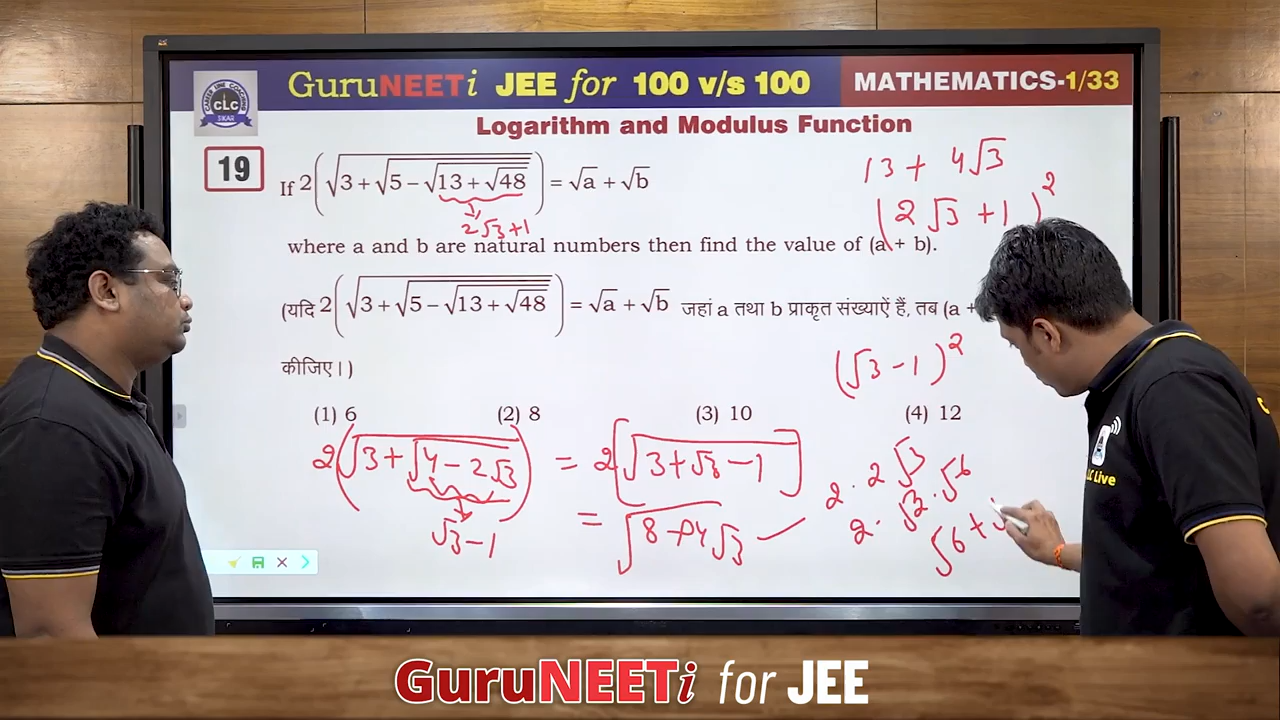 GuruNEETi JEE for 100 v/s 100
MATHEMATICS-1/33
CLC
SIKAR
Logarithm and Modulus Function
19
If 2(√(3 + √(5 − √(13 + √48)))) = √a + √b
2√3+1
13 + 4√3
(2√3 + 1)²
where a and b are natural numbers then find the value of (a + b).
(यदि 2(√(3 + √(5 − √(13 + √48)))) = √a + √b जहां a तथा b प्राकृत संख्याऐं हैं, तब (a +
कीजिए।)
(√3 − 1)²
(1) 6 (2) 8 (3) 10 (4) 12
2(√(3 + √(4 − 2√3))) = 2[√(3 + √3 − 1)]
√3−1
= √(8 + 4√3)
2 · 2√3
2 · √2 · √6
√6 +
Live
GuruNEETi for JEE